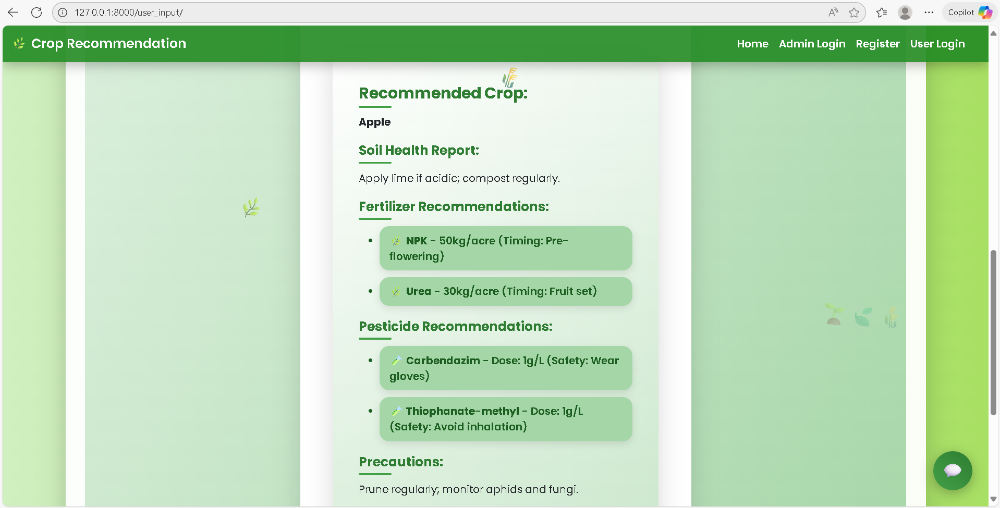 127.0.0.1:8000/user_input/
Copilot
Crop Recommendation
Home Admin Login Register User Login
Recommended Crop:
Apple
Soil Health Report:
Apply lime if acidic; compost regularly.
Fertilizer Recommendations:
NPK - 50kg/acre (Timing: Pre-
flowering)
Urea - 30kg/acre (Timing: Fruit set)
Pesticide Recommendations:
Carbendazim - Dose: 1g/L (Safety: Wear
gloves)
Thiophanate-methyl - Dose: 1g/L
(Safety: Avoid inhalation)
Precautions:
Prune regularly; monitor aphids and fungi.